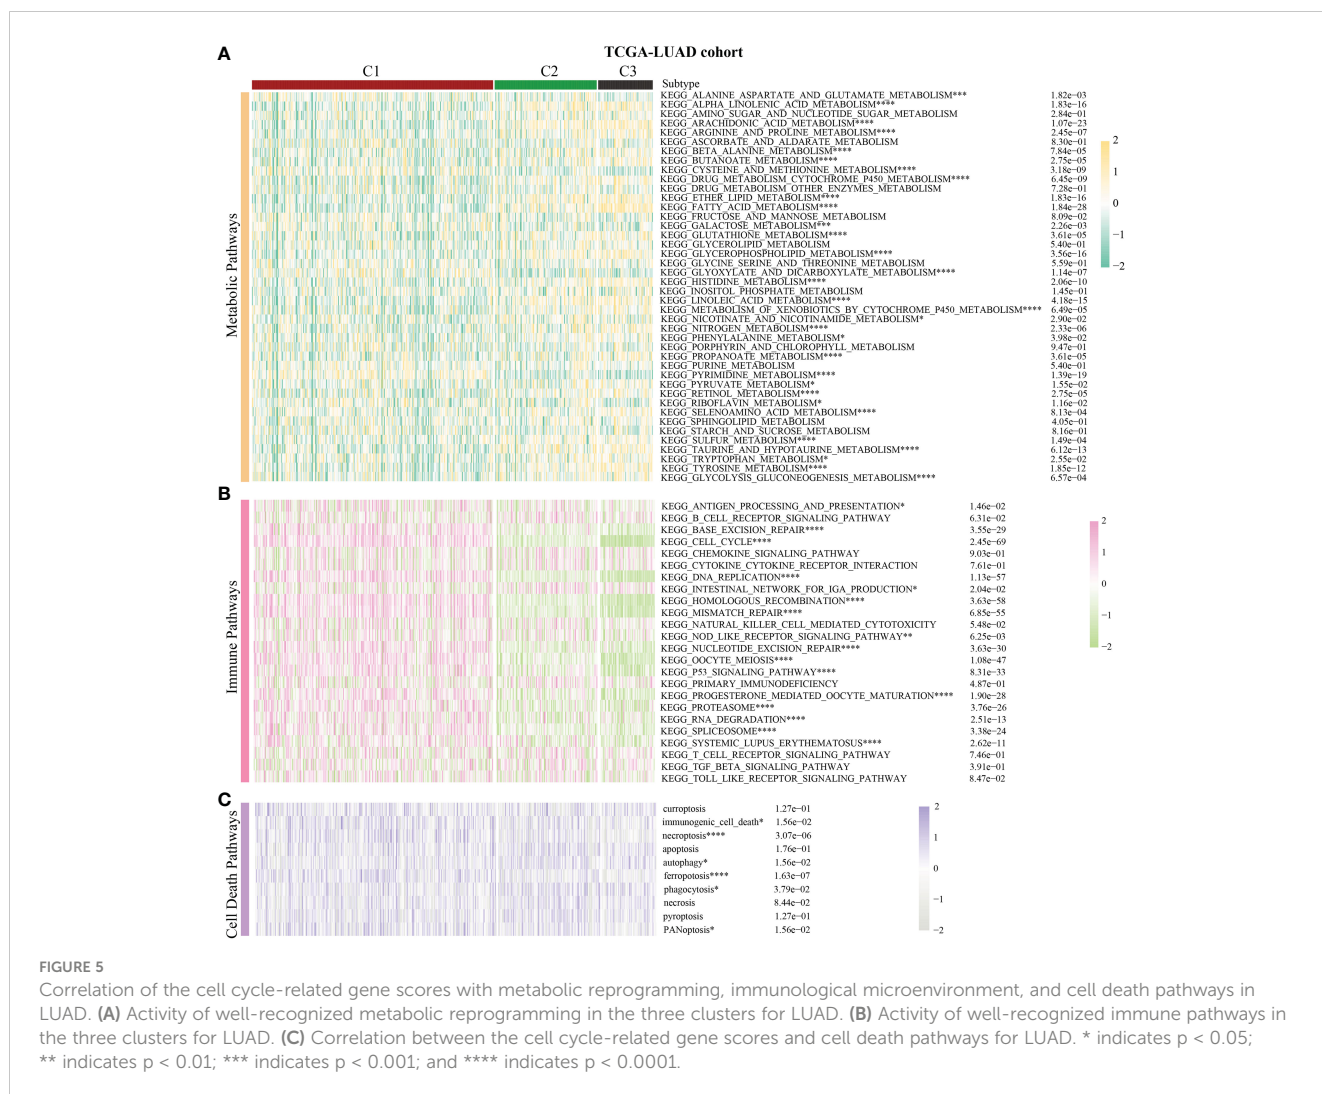 A
TCGA-LUAD cohort
C1 C2 C3
Subtype
Metabolic Pathways
KEGG_ALANINE_ASPARTATE_AND_GLUTAMATE_METABOLISM*** 1.82e−03
KEGG_ALPHA_LINOLENIC_ACID_METABOLISM**** 1.83e−16
KEGG_AMINO_SUGAR_AND_NUCLEOTIDE_SUGAR_METABOLISM 2.84e−01
KEGG_ARACHIDONIC_ACID_METABOLISM**** 1.07e−23
KEGG_ARGININE_AND_PROLINE_METABOLISM**** 2.45e−07
KEGG_ASCORBATE_AND_ALDARATE_METABOLISM 8.30e−01
KEGG_BETA_ALANINE_METABOLISM**** 7.84e−05
KEGG_BUTANOATE_METABOLISM**** 2.75e−05
KEGG_CYSTEINE_AND_METHIONINE_METABOLISM**** 3.18e−09
KEGG_DRUG_METABOLISM_CYTOCHROME_P450_METABOLISM**** 6.45e−09
KEGG_DRUG_METABOLISM_OTHER_ENZYMES_METABOLISM 7.28e−01
KEGG_ETHER_LIPID_METABOLISM**** 1.83e−16
KEGG_FATTY_ACID_METABOLISM**** 1.84e−28
KEGG_FRUCTOSE_AND_MANNOSE_METABOLISM 8.09e−02
KEGG_GALACTOSE_METABOLISM*** 2.26e−03
KEGG_GLUTATHIONE_METABOLISM**** 3.61e−05
KEGG_GLYCEROLIPID_METABOLISM 5.40e−01
KEGG_GLYCEROPHOSPHOLIPID_METABOLISM**** 3.56e−16
KEGG_GLYCINE_SERINE_AND_THREONINE_METABOLISM 5.59e−01
KEGG_GLYOXYLATE_AND_DICARBOXYLATE_METABOLISM**** 1.14e−07
KEGG_HISTIDINE_METABOLISM**** 2.06e−10
KEGG_INOSITOL_PHOSPHATE_METABOLISM 1.45e−01
KEGG_LINOLEIC_ACID_METABOLISM**** 4.18e−15
KEGG_METABOLISM_OF_XENOBIOTICS_BY_CYTOCHROME_P450_METABOLISM**** 6.49e−05
KEGG_NICOTINATE_AND_NICOTINAMIDE_METABOLISM* 2.90e−02
KEGG_NITROGEN_METABOLISM**** 2.33e−06
KEGG_PHENYLALANINE_METABOLISM* 3.98e−02
KEGG_PORPHYRIN_AND_CHLOROPHYLL_METABOLISM 9.47e−01
KEGG_PROPANOATE_METABOLISM**** 3.61e−05
KEGG_PURINE_METABOLISM 5.40e−01
KEGG_PYRIMIDINE_METABOLISM**** 1.39e−19
KEGG_PYRUVATE_METABOLISM* 1.55e−02
KEGG_RETINOL_METABOLISM**** 2.75e−05
KEGG_RIBOFLAVIN_METABOLISM* 1.16e−02
KEGG_SELENOAMINO_ACID_METABOLISM**** 8.13e−04
KEGG_SPHINGOLIPID_METABOLISM 4.05e−01
KEGG_STARCH_AND_SUCROSE_METABOLISM 8.16e−01
KEGG_SULFUR_METABOLISM**** 1.49e−04
KEGG_TAURINE_AND_HYPOTAURINE_METABOLISM**** 6.12e−13
KEGG_TRYPTOPHAN_METABOLISM* 2.55e−02
KEGG_TYROSINE_METABOLISM**** 1.85e−12
KEGG_GLYCOLYSIS_GLUCONEOGENESIS_METABOLISM**** 6.57e−04
2
1
0
−1
−2
B
Immune Pathways
KEGG_ANTIGEN_PROCESSING_AND_PRESENTATION* 1.46e−02
KEGG_B_CELL_RECEPTOR_SIGNALING_PATHWAY 6.31e−02
KEGG_BASE_EXCISION_REPAIR**** 3.55e−29
KEGG_CELL_CYCLE**** 2.45e−69
KEGG_CHEMOKINE_SIGNALING_PATHWAY 9.03e−01
KEGG_CYTOKINE_CYTOKINE_RECEPTOR_INTERACTION 7.61e−01
KEGG_DNA_REPLICATION**** 1.13e−57
KEGG_INTESTINAL_NETWORK_FOR_IGA_PRODUCTION* 2.04e−02
KEGG_HOMOLOGOUS_RECOMBINATION**** 3.63e−58
KEGG_MISMATCH_REPAIR**** 6.85e−55
KEGG_NATURAL_KILLER_CELL_MEDIATED_CYTOTOXICITY 5.48e−02
KEGG_NOD_LIKE_RECEPTOR_SIGNALING_PATHWAY** 6.25e−03
KEGG_NUCLEOTIDE_EXCISION_REPAIR**** 3.63e−30
KEGG_OOCYTE_MEIOSIS**** 1.08e−47
KEGG_P53_SIGNALING_PATHWAY**** 8.31e−33
KEGG_PRIMARY_IMMUNODEFICIENCY 4.87e−01
KEGG_PROGESTERONE_MEDIATED_OOCYTE_MATURATION**** 1.90e−28
KEGG_PROTEASOME**** 3.76e−26
KEGG_RNA_DEGRADATION**** 2.51e−13
KEGG_SPLICEOSOME**** 3.38e−24
KEGG_SYSTEMIC_LUPUS_ERYTHEMATOSUS**** 2.62e−11
KEGG_T_CELL_RECEPTOR_SIGNALING_PATHWAY 7.46e−01
KEGG_TGF_BETA_SIGNALING_PATHWAY 3.91e−01
KEGG_TOLL_LIKE_RECEPTOR_SIGNALING_PATHWAY 8.47e−02
2
1
0
−1
−2
C
Cell Death Pathways
curroptosis 1.27e−01
immunogenic_cell_death* 1.56e−02
necroptosis**** 3.07e−06
apoptosis 1.76e−01
autophagy* 1.56e−02
ferropotosis**** 1.63e−07
phagocytosis* 3.79e−02
necrosis 8.44e−02
pyroptosis 1.27e−01
PANoptosis* 1.56e−02
2
1
0
−1
−2
FIGURE 5
Correlation of the cell cycle-related gene scores with metabolic reprogramming, immunological microenvironment, and cell death pathways in
LUAD. (A) Activity of well-recognized metabolic reprogramming in the three clusters for LUAD. (B) Activity of well-recognized immune pathways in
the three clusters for LUAD. (C) Correlation between the cell cycle-related gene scores and cell death pathways for LUAD. * indicates p < 0.05;
** indicates p < 0.01; *** indicates p < 0.001; and **** indicates p < 0.0001.